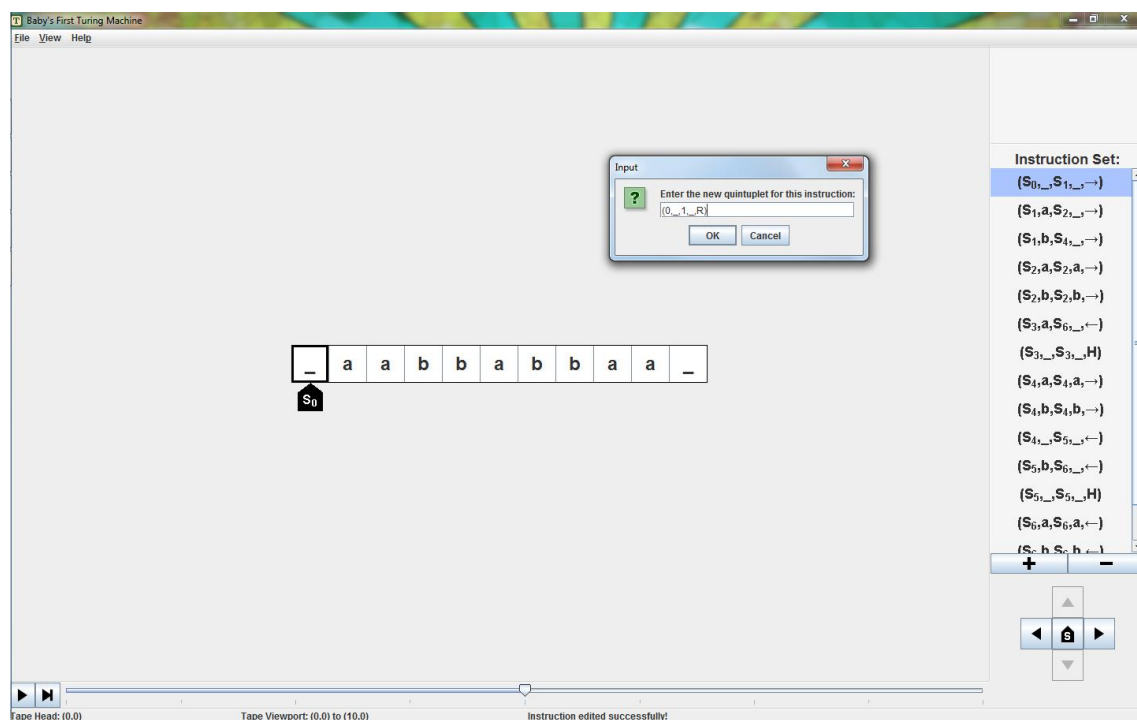 Baby's First Turing Machine
File View Help
Input
Enter the new quintuplet for this instruction:
?
(0,_,1,_,R)
OK Cancel
Instruction Set:
(S₀,_,S₁,_,→)
(S₁,a,S₂,_,→)
(S₁,b,S₄,_,→)
(S₂,a,S₂,a,→)
(S₂,b,S₂,b,→)
(S₃,a,S₆,_,←)
(S₃,_,S₃,_,H)
(S₄,a,S₄,a,→)
(S₄,b,S₄,b,→)
(S₄,_,S₅,_,←)
(S₅,b,S₆,_,←)
(S₅,_,S₅,_,H)
(S₆,a,S₆,a,←)
(S₆,b,S₆,b,←)
+ −
_ a a b b a b b a a _
S₀
S
Tape Head: (0,0) Tape Viewport: (0,0) to (10,0) Instruction edited successfully!